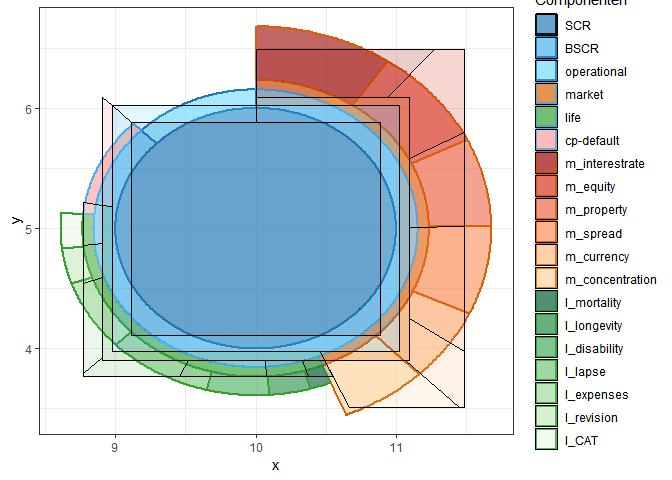 Componenten
SCR
BSCR
operational
market
life
cp-default
m_interestrate
m_equity
m_property
m_spread
m_currency
m_concentration
l_mortality
l_longevity
l_disability
l_lapse
l_expenses
l_revision
l_CAT
y
6
5
4
9
10
11
x